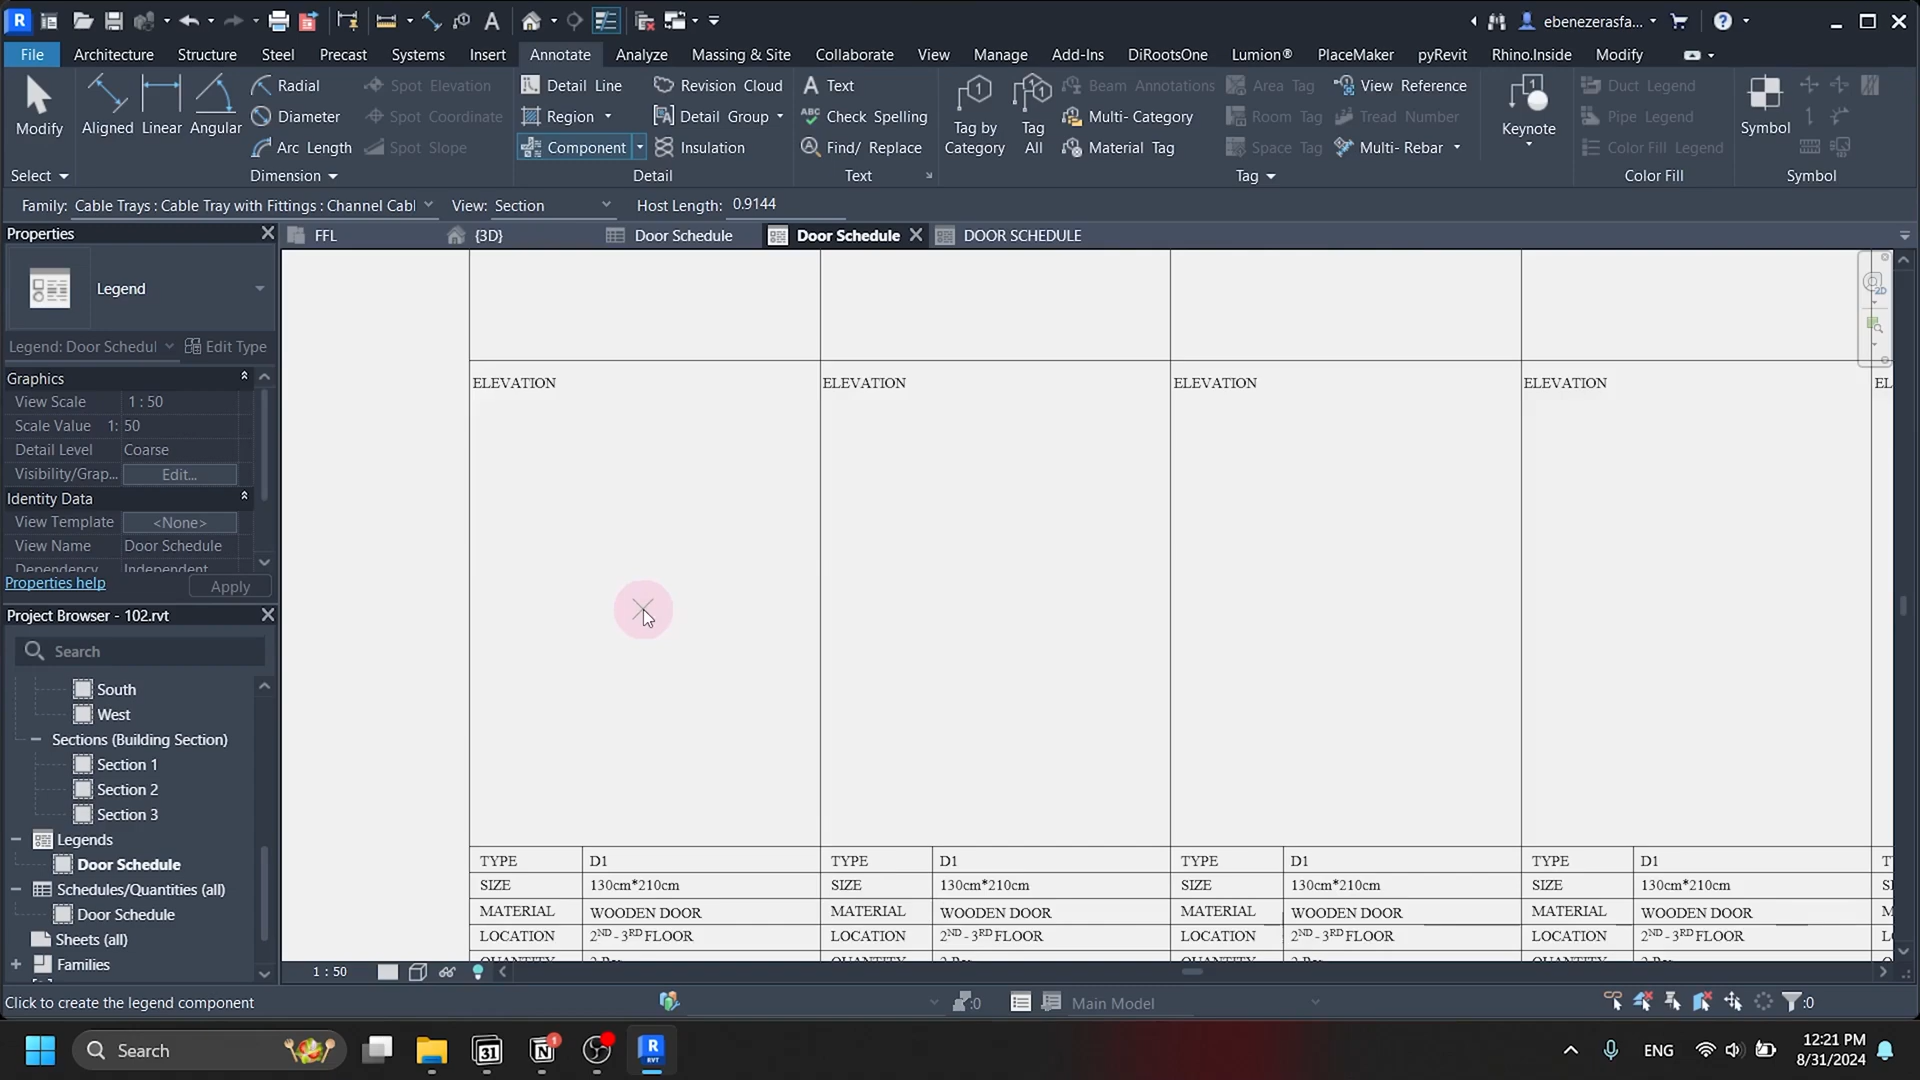 ebenezerasfa...
File Architecture Structure Steel Precast Systems Insert Annotate Analyze Massing & Site Collaborate View Manage Add-Ins DiRootsOne Lumion® PlaceMaker pyRevit Rhino.Inside Modify
Modify
Select
Aligned
Linear
Angular
Radial
Diameter
Arc Length
Spot Elevation
Spot Coordinate
Spot Slope
Dimension
Detail Line
Region
Component
Revision Cloud
Detail Group
Insulation
Detail
Text
Check Spelling
Find/ Replace
Text
Tag by
Category
Tag
All
Beam Annotations
Multi- Category
Material Tag
Area Tag
Room Tag
Space Tag
View Reference
Tread Number
Multi- Rebar
Tag
Keynote
Duct Legend
Pipe Legend
Color Fill Legend
Color Fill
Symbol
Symbol
Family: Cable Trays : Cable Tray with Fittings : Channel Cabl View: Section Host Length: 0.9144
Properties
FFL {3D} Door Schedule Door Schedule DOOR SCHEDULE
Legend
Legend: Door Schedul Edit Type
Graphics
View Scale 1 : 50
Scale Value 1: 50
Detail Level Coarse
Visibility/Grap... Edit...
Identity Data
View Template <None>
View Name Door Schedule
Dependency Independent
Properties help Apply
Project Browser - 102.rvt
Search
South
West
Sections (Building Section)
Section 1
Section 2
Section 3
Legends
Door Schedule
Schedules/Quantities (all)
Door Schedule
Sheets (all)
Families
ELEVATION ELEVATION ELEVATION ELEVATION EL
TYPE D1 TYPE D1 TYPE D1 TYPE D1 T
SIZE 130cm*210cm SIZE 130cm*210cm SIZE 130cm*210cm SIZE 130cm*210cm S
MATERIAL WOODEN DOOR MATERIAL WOODEN DOOR MATERIAL WOODEN DOOR MATERIAL WOODEN DOOR M
LOCATION 2ND - 3RD FLOOR LOCATION 2ND - 3RD FLOOR LOCATION 2ND - 3RD FLOOR LOCATION 2ND - 3RD FLOOR L
QUANTITY QUANTITY QUANTITY QUANTITY
1 : 50
Click to create the legend component :0 Main Model :0
Search 31 1 ENG 12:21 PM
8/31/2024